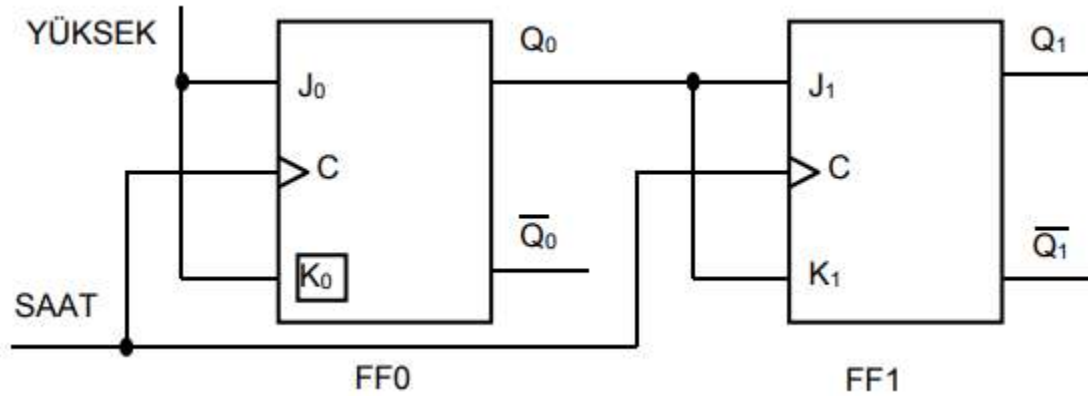 YÜKSEK
Q₀
Q₁
J₀
J₁
C
C
Q̅₀
Q̅₁
K₀
K₁
SAAT
FF0
FF1